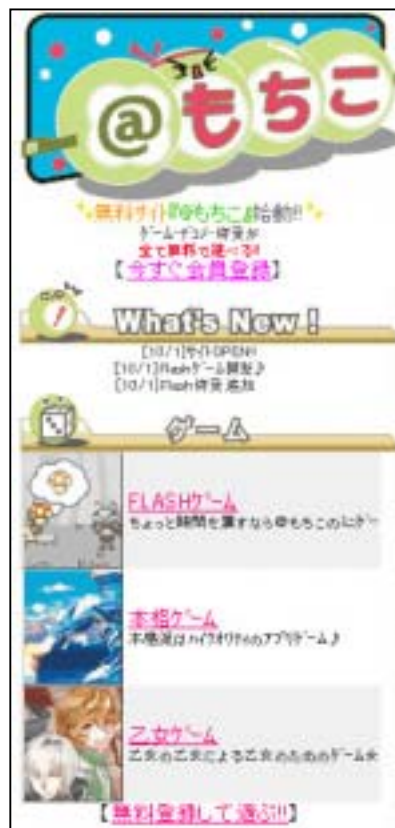 @もちこ
無料サイト『@もちこ』始動!!
ゲーム・デコメ・待受が
全て無料で遊べる!!
【今すぐ会員登録】
What's New !
[10/1]サイトOPEN!!
[10/1]Flashゲーム開設♪
[10/1]Flash待受追加
ゲーム
FLASHゲーム
ちょっと時間を潰すなら@もちこのミニゲー
本格ゲーム
本格派はハイクオリティのアプリゲーム♪
乙女ゲーム
乙女の乙女による乙女のためのゲーム☆
【無料登録して遊ぶ!!】